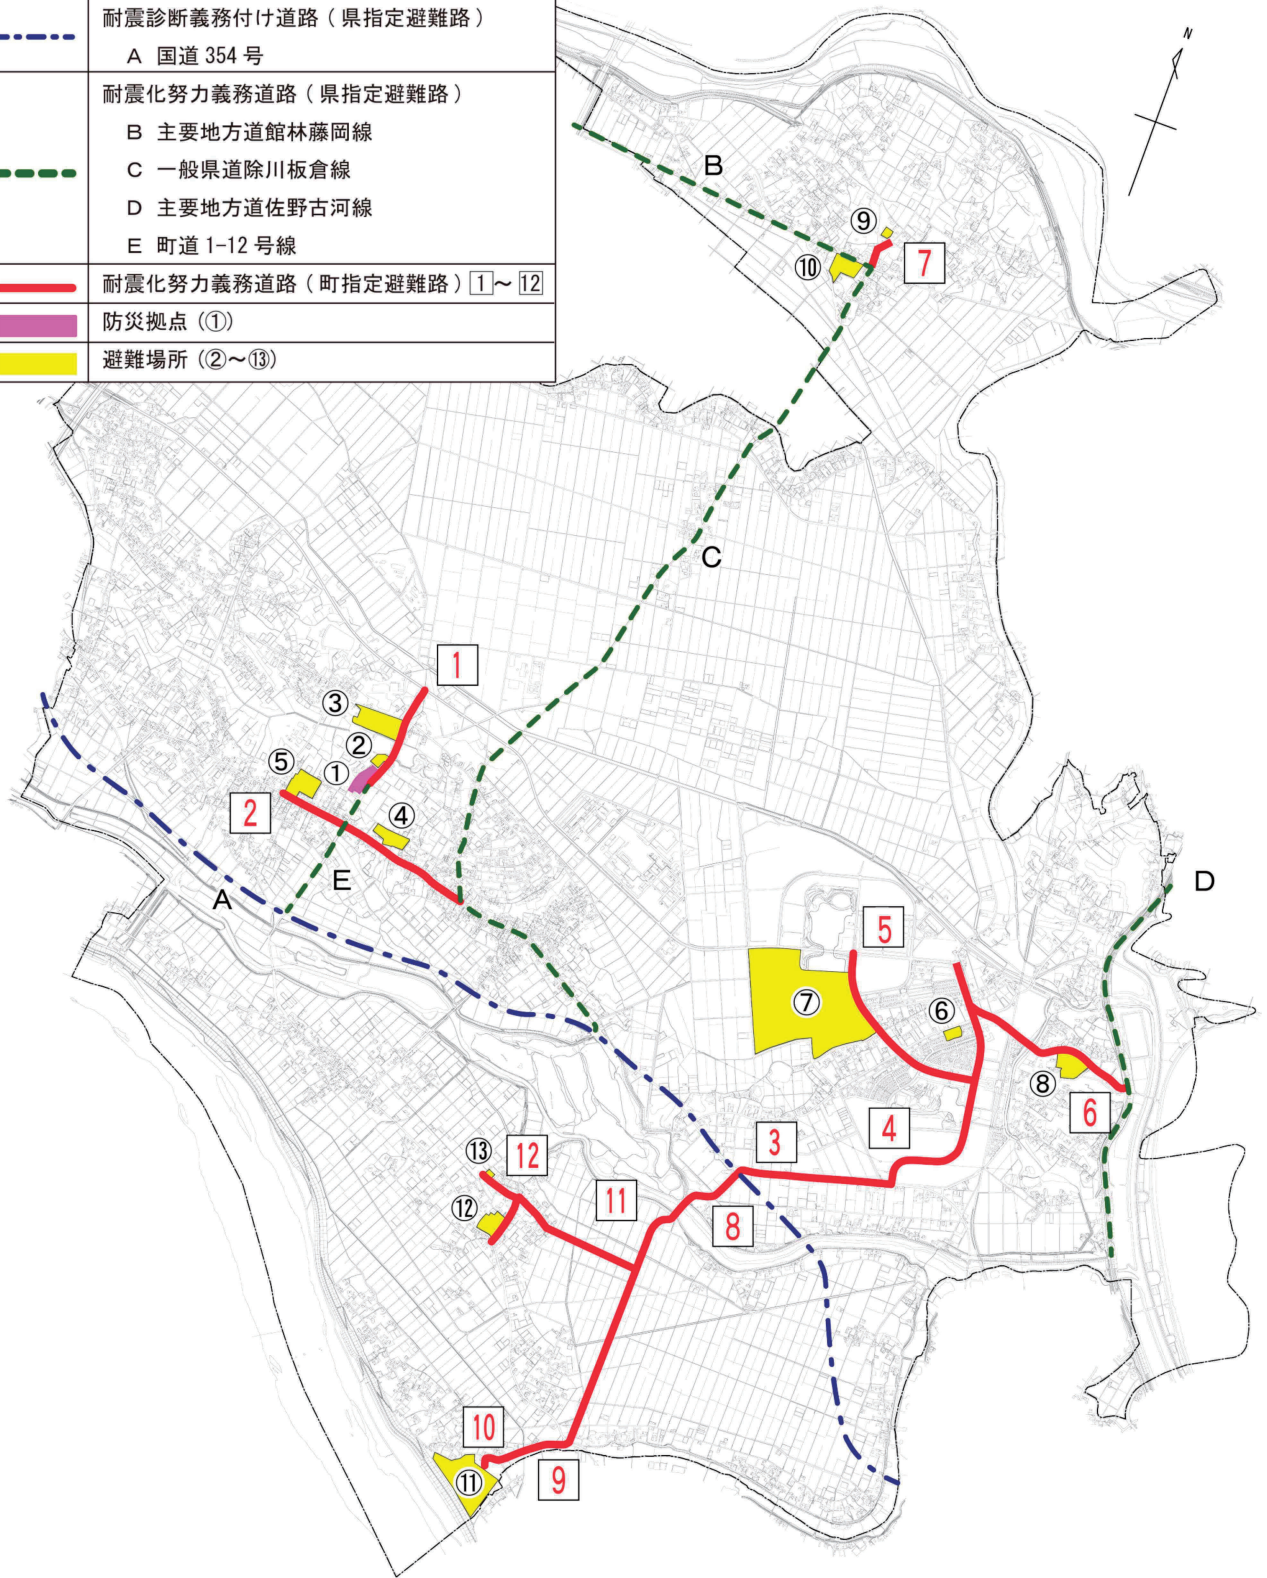 耐震診断義務付け道路（県指定避難路）
A 国道354号
耐震化努力義務道路（県指定避難路）
B 主要地方道館林藤岡線
C 一般県道除川板倉線
D 主要地方道佐野古河線
E 町道1-12号線
耐震化努力義務道路（町指定避難路）1～12
防災拠点（①）
避難場所（②～⑬）
N
B
⑨
⑩
7
C
1
③
②
⑤
①
2
④
E
A
D
5
⑦
⑥
⑧
6
4
3
⑬
12
⑫
11
8
10
⑪
9